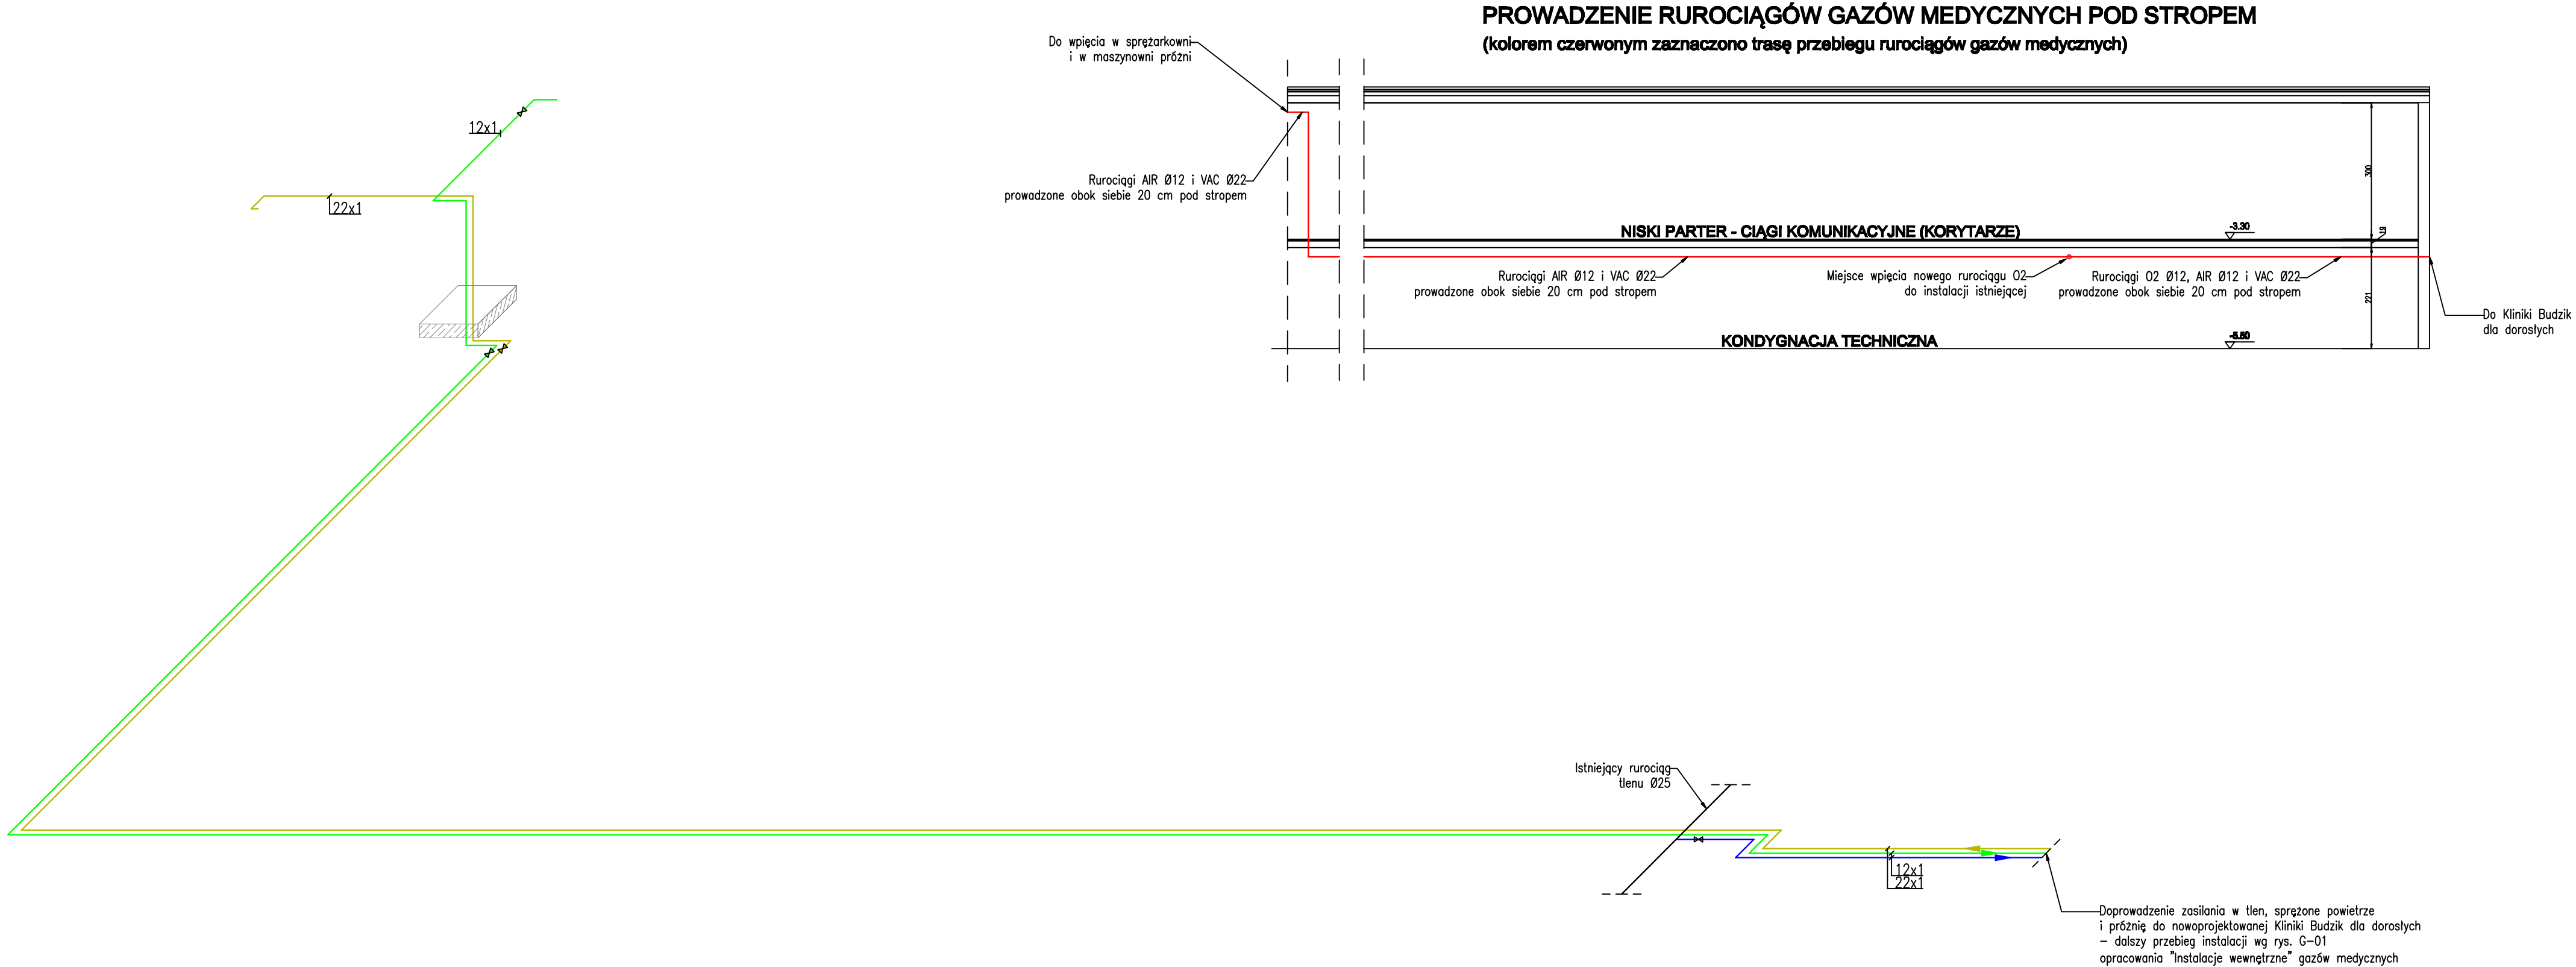 PROWADZENIE RUROCIĄGÓW GAZÓW MEDYCZNYCH POD STROPEM
(kolorem czerwonym zaznaczono trasę przebiegu rurociągów gazów medycznych)
Do wpięcia w sprężarkowni
i w maszynowni próżni
12x1
22x1
Rurociągi AIR Ø12 i VAC Ø22
prowadzone obok siebie 20 cm pod stropem
300
NISKI PARTER - CIĄGI KOMUNIKACYJNE (KORYTARZE)
-3.30
Rurociągi AIR Ø12 i VAC Ø22
prowadzone obok siebie 20 cm pod stropem
Miejsce wpięcia nowego rurociągu O2
do instalacji istniejącej
Rurociągi O2 Ø12, AIR Ø12 i VAC Ø22
prowadzone obok siebie 20 cm pod stropem
221
Do Kliniki Budzik
dla dorosłych
KONDYGNACJA TECHNICZNA
-5.50
Istniejący rurociąg
tlenu Ø25
12x1
22x1
Doprowadzenie zasilania w tlen, sprężone powietrze
i próżnię do nowoprojektowanej Kliniki Budzik dla dorosłych
– dalszy przebieg instalacji wg rys. G–01
opracowania "Instalacje wewnętrzne" gazów medycznych